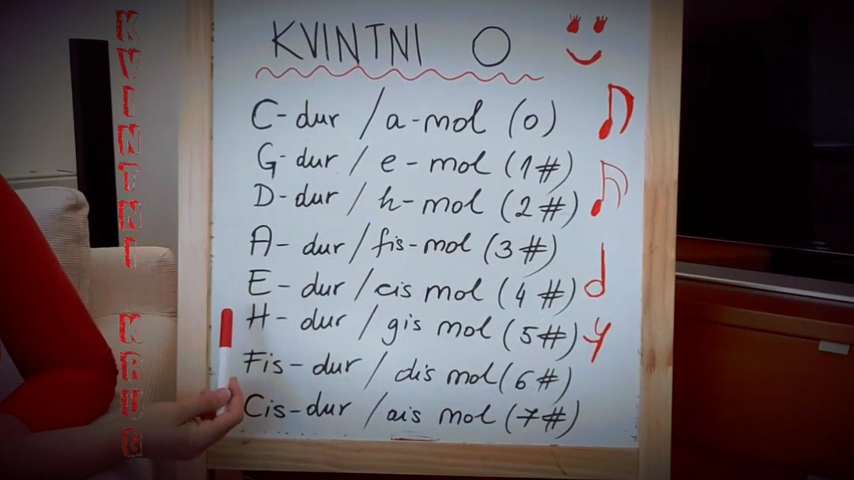 KVINTNI KRUG
KVINTNI O
C-dur / a-mol (0)
G-dur / e-mol (1#)
D-dur / h-mol (2#)
A-dur / fis-mol (3#)
E-dur / cis mol (4#)
H-dur / gis mol (5#)
Fis-dur / dis mol (6#)
Cis-dur / ais mol (7#)